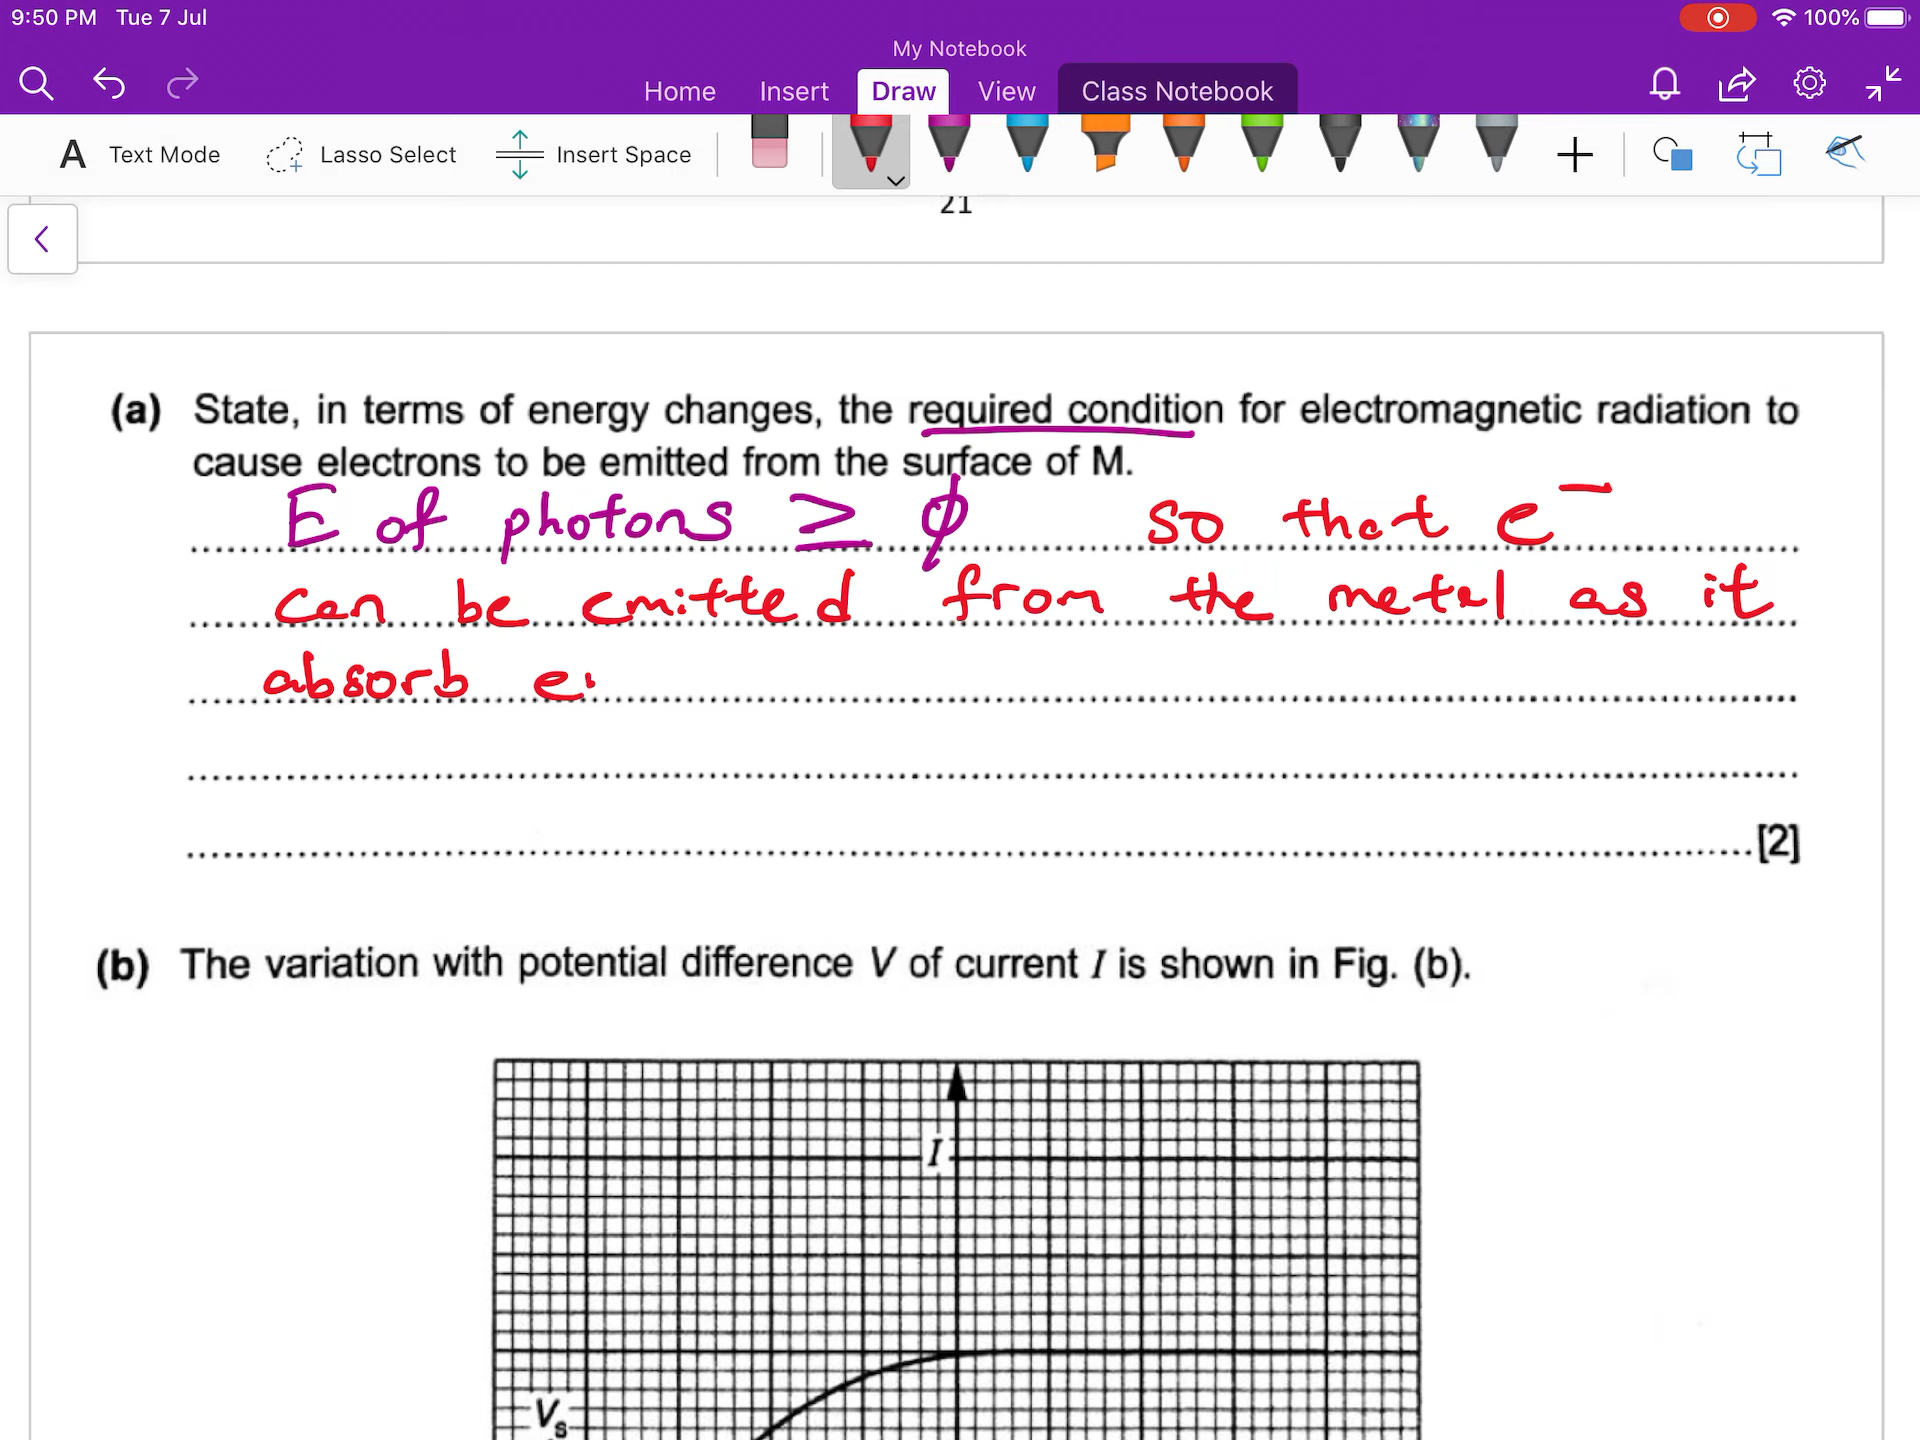 9:50 PM Tue 7 Jul 100%
My Notebook
Home Insert Draw View Class Notebook
A Text Mode Lasso Select Insert Space
21
(a) State, in terms of energy changes, the required condition for electromagnetic radiation to
cause electrons to be emitted from the surface of M.
E of photons ≥ ϕ so that e⁻
can be emitted from the metal as it
absorb e
[2]
(b) The variation with potential difference V of current I is shown in Fig. (b).
I
Vs